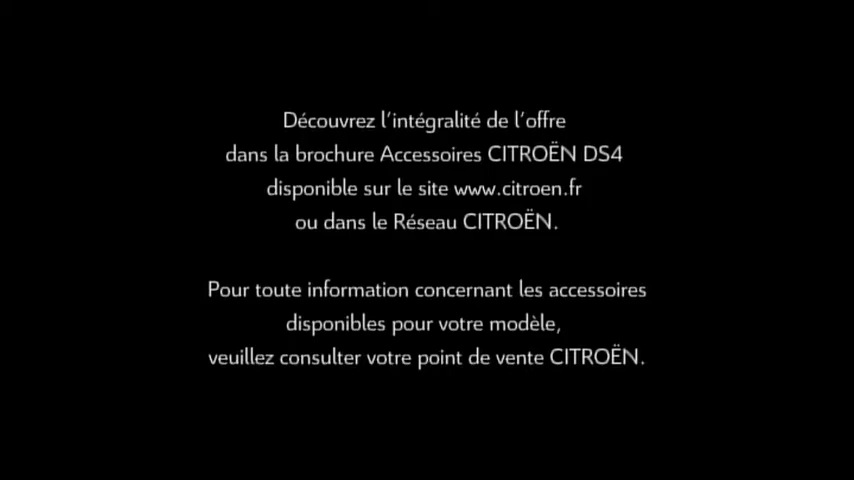 Découvrez l'intégralité de l'offre
dans la brochure Accessoires CITROËN DS4
disponible sur le site www.citroen.fr
ou dans le Réseau CITROËN.
Pour toute information concernant les accessoires
disponibles pour votre modèle,
veuillez consulter votre point de vente CITROËN.